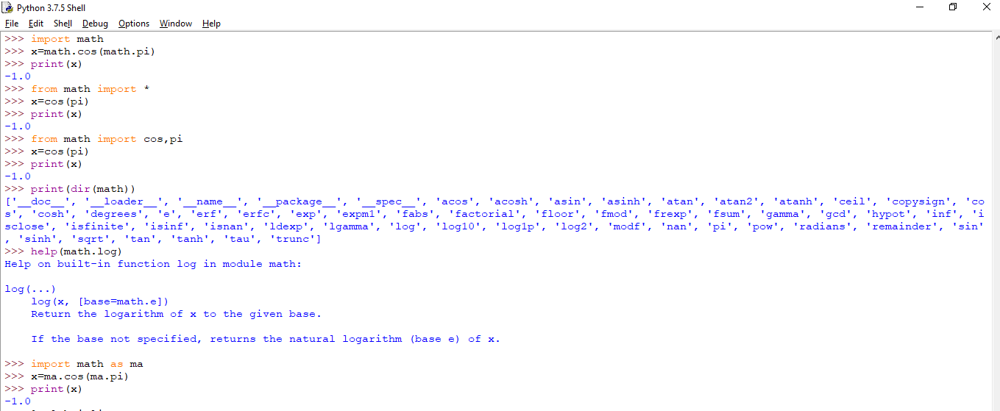 Python 3.7.5 Shell
File Edit Shell Debug Options Window Help
>>> import math
>>> x=math.cos(math.pi)
>>> print(x)
-1.0
>>> from math import *
>>> x=cos(pi)
>>> print(x)
-1.0
>>> from math import cos,pi
>>> x=cos(pi)
>>> print(x)
-1.0
>>> print(dir(math))
['__doc__', '__loader__', '__name__', '__package__', '__spec__', 'acos', 'acosh', 'asin', 'asinh', 'atan', 'atan2', 'atanh', 'ceil', 'copysign', 'co
s', 'cosh', 'degrees', 'e', 'erf', 'erfc', 'exp', 'expm1', 'fabs', 'factorial', 'floor', 'fmod', 'frexp', 'fsum', 'gamma', 'gcd', 'hypot', 'inf', 'i
sclose', 'isfinite', 'isinf', 'isnan', 'ldexp', 'lgamma', 'log', 'log10', 'log1p', 'log2', 'modf', 'nan', 'pi', 'pow', 'radians', 'remainder', 'sin'
, 'sinh', 'sqrt', 'tan', 'tanh', 'tau', 'trunc']
>>> help(math.log)
Help on built-in function log in module math:
log(...)
    log(x, [base=math.e])
    Return the logarithm of x to the given base.
    If the base not specified, returns the natural logarithm (base e) of x.
>>> import math as ma
>>> x=ma.cos(ma.pi)
>>> print(x)
-1.0